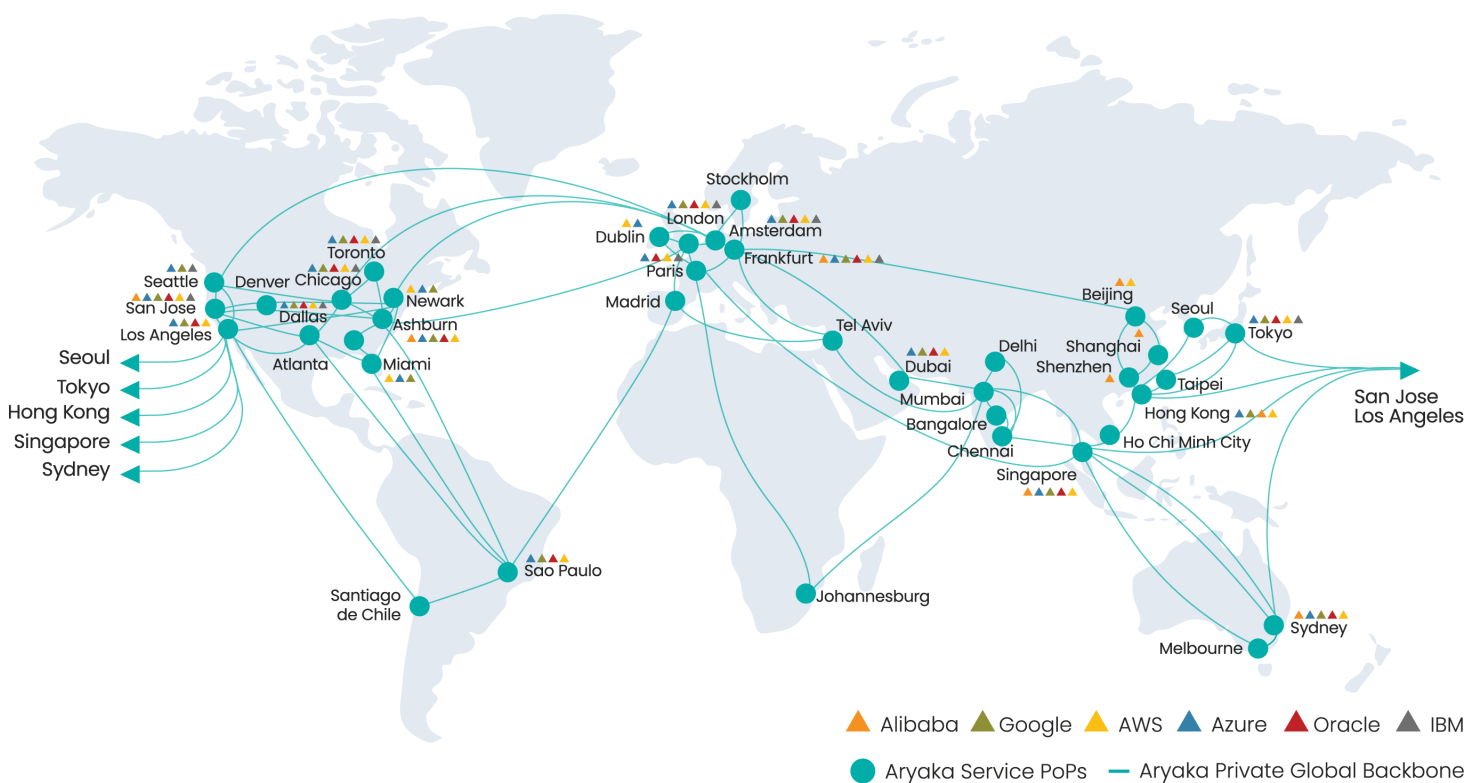 Stockholm
London
Dublin
Amsterdam
Frankfurt
Paris
Madrid
Toronto
Seattle
Denver
Chicago
San Jose
Newark
Dallas
Los Angeles
Ashburn
Atlanta
Miami
Seoul
Tokyo
Hong Kong
Singapore
Sydney
Tel Aviv
Beijing
Seoul
Tokyo
Shanghai
Delhi
Dubai
Shenzhen
Taipei
Mumbai
Hong Kong
Bangalore
Ho Chi Minh City
Chennai
Singapore
San Jose
Los Angeles
Sao Paulo
Santiago
de Chile
Johannesburg
Sydney
Melbourne
Alibaba
Google
AWS
Azure
Oracle
IBM
Aryaka Service PoPs
Aryaka Private Global Backbone